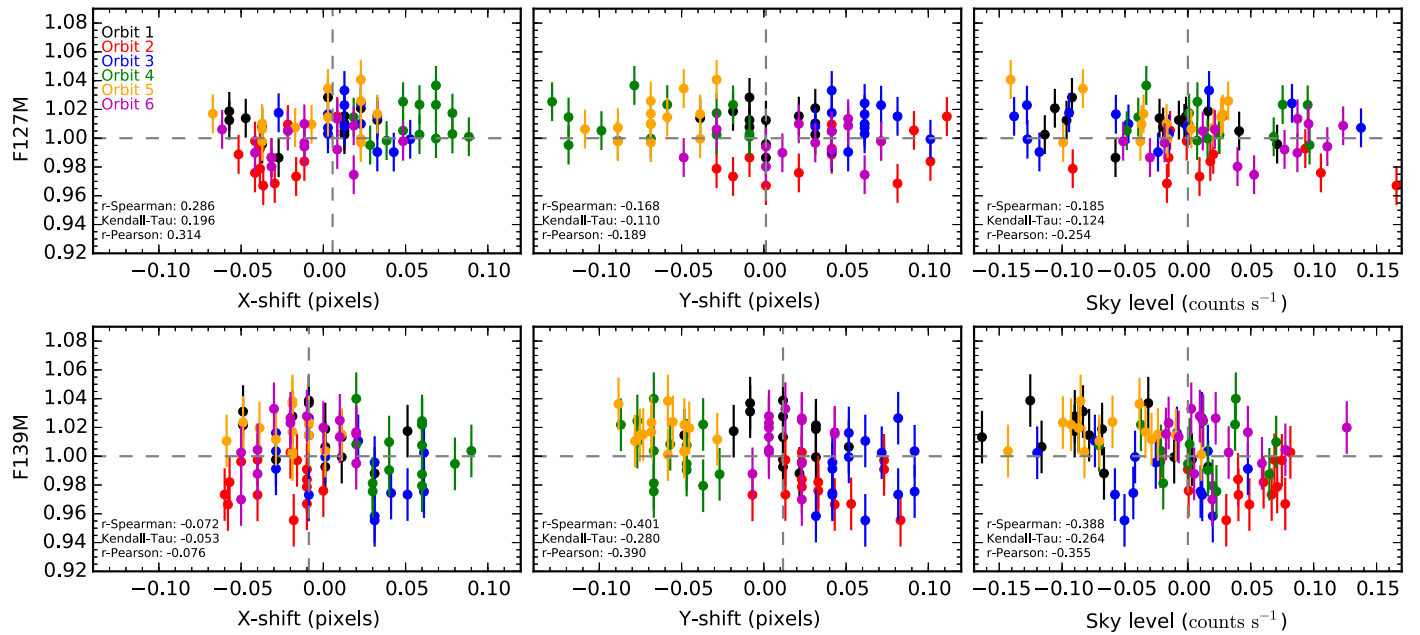 1.08
1.06
1.04
1.02
1.00
0.98
0.96
0.94
0.92
F127M
Orbit 1
Orbit 2
Orbit 3
Orbit 4
Orbit 5
Orbit 6
r-Spearman: 0.286
Kendall-Tau: 0.196
r-Pearson: 0.314
−0.10 −0.05 0.00 0.05 0.10
X-shift (pixels)
r-Spearman: -0.168
Kendall-Tau: -0.110
r-Pearson: -0.189
−0.10 −0.05 0.00 0.05 0.10
Y-shift (pixels)
r-Spearman: -0.185
Kendall-Tau: -0.124
r-Pearson: -0.254
−0.15 −0.10 −0.05 0.00 0.05 0.10 0.15
Sky level (counts s⁻¹)
1.08
1.06
1.04
1.02
1.00
0.98
0.96
0.94
0.92
F139M
r-Spearman: -0.072
Kendall-Tau: -0.053
r-Pearson: -0.076
−0.10 −0.05 0.00 0.05 0.10
X-shift (pixels)
r-Spearman: -0.401
Kendall-Tau: -0.280
r-Pearson: -0.390
−0.10 −0.05 0.00 0.05 0.10
Y-shift (pixels)
r-Spearman: -0.388
Kendall-Tau: -0.264
r-Pearson: -0.355
−0.15 −0.10 −0.05 0.00 0.05 0.10 0.15
Sky level (counts s⁻¹)